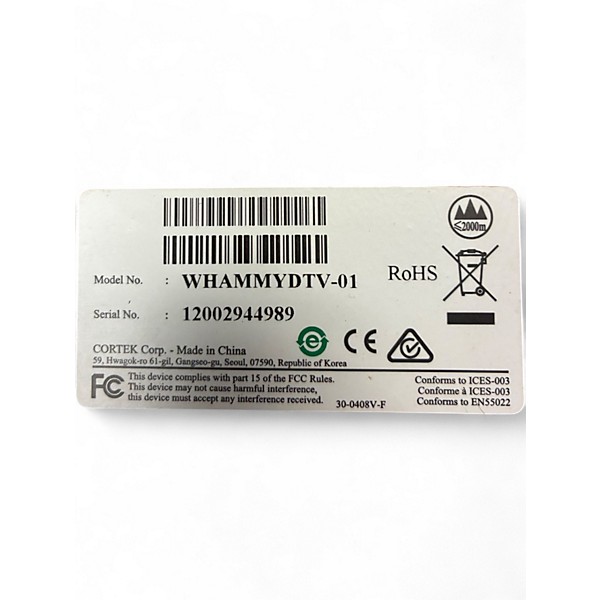 ≤2000m
Model No. : WHAMMYDTV-01
RoHS
Serial No. : 12002944989
CORTEK Corp. - Made in China
59, Hwagok-ro 61-gil, Gangseo-gu, Seoul, 07590, Republic of Korea
e
CE
FC This device complies with part 15 of the FCC Rules.
This device may not cause harmful interference,
this device must accept any interference received.
30-0408V-F
Conforms to ICES-003
Conforme à ICES-003
Conforms to EN55022